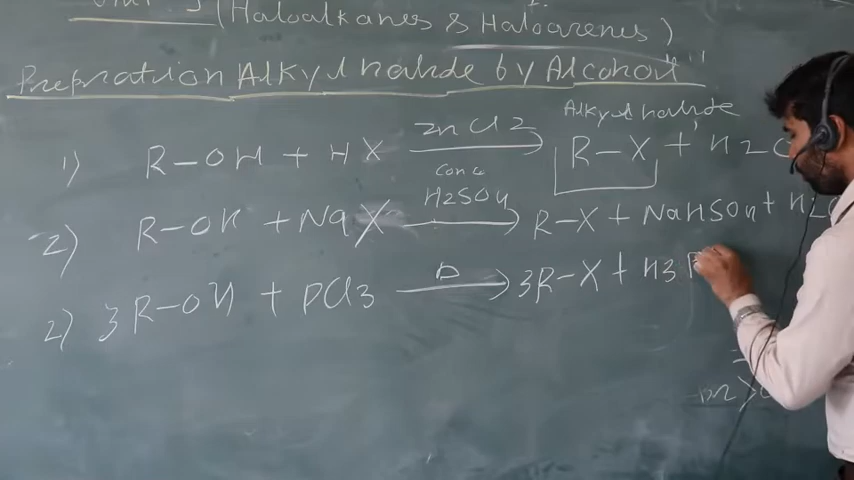 Unit. 5 (Haloalkanes & Haloarenes)
Prepration Alkyl halide by Alcohol
Alkyl halide
1) R-OH + HX ZnCl2 → R-X + H2O
2) R-OH + NaX Conc H2SO4 → R-X + NaHSO4 + H2O
2) 3R-OH + PCl3 Δ → 3R-X + H3P